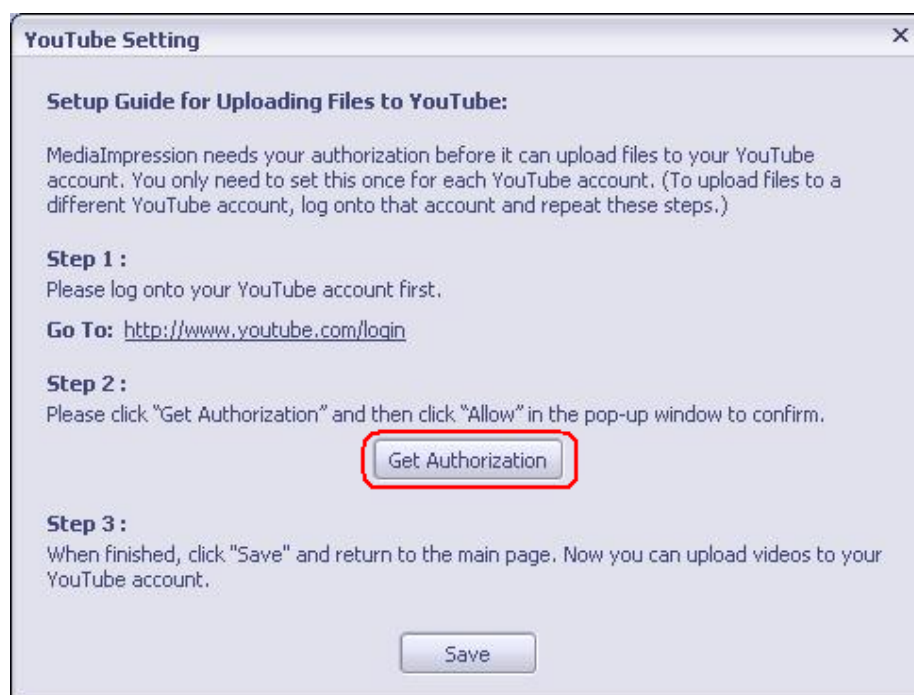 YouTube Setting
Setup Guide for Uploading Files to YouTube:
MediaImpression needs your authorization before it can upload files to your YouTube
account. You only need to set this once for each YouTube account. (To upload files to a
different YouTube account, log onto that account and repeat these steps.)
Step 1 :
Please log onto your YouTube account first.
Go To: http://www.youtube.com/login
Step 2 :
Please click “Get Authorization” and then click “Allow” in the pop-up window to confirm.
Get Authorization
Step 3 :
When finished, click "Save" and return to the main page. Now you can upload videos to your
YouTube account.
Save